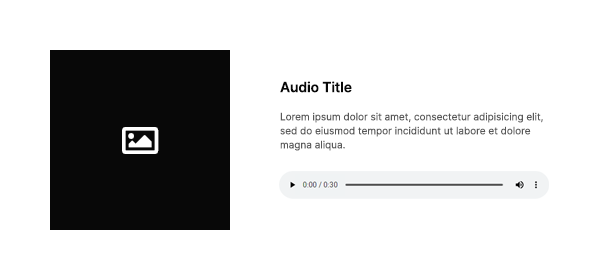 Audio Title
Lorem ipsum dolor sit amet, consectetur adipisicing elit,
sed do eiusmod tempor incididunt ut labore et dolore
magna aliqua.
0:00 / 0:30